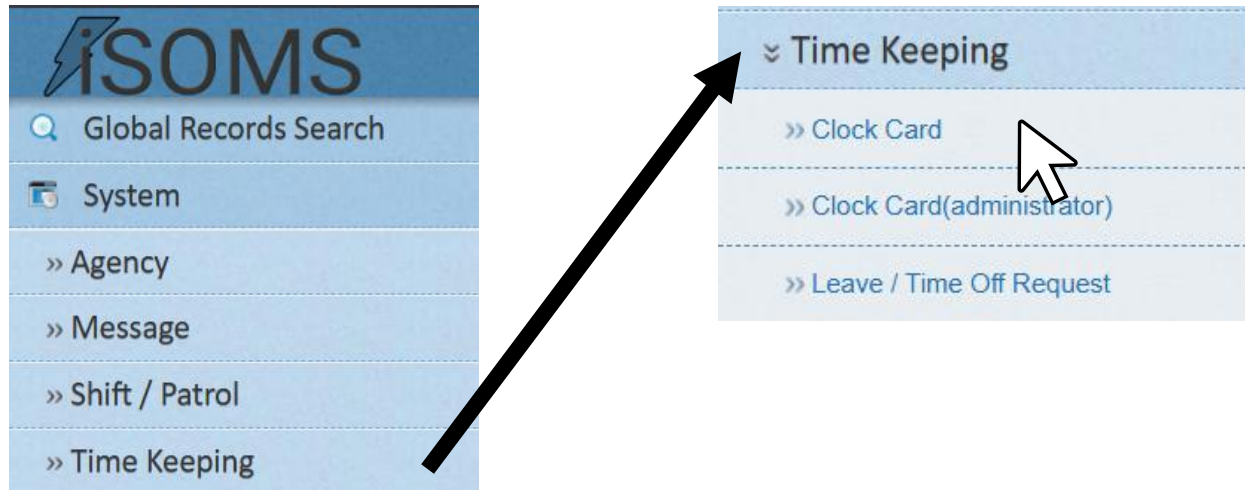 iSOMS
Global Records Search
System
» Agency
» Message
» Shift / Patrol
» Time Keeping
Time Keeping
» Clock Card
» Clock Card(administrator)
» Leave / Time Off Request